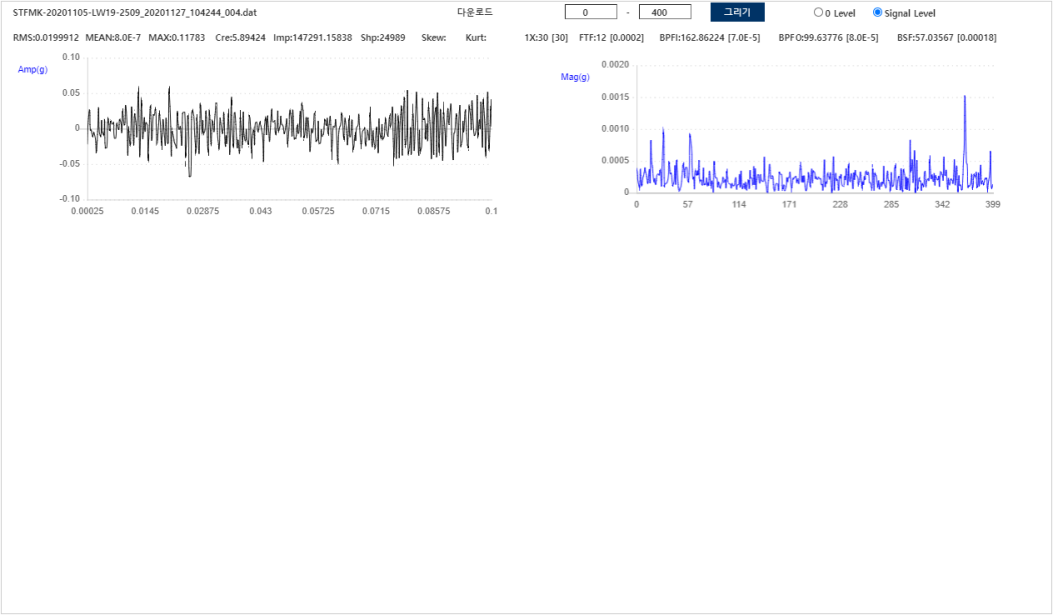 STFMK-20201105-LW19-2509_20201127_104244_004.dat 다운로드 0 - 400 그리기 0 Level Signal Level
RMS:0.0199912 MEAN:8.0E-7 MAX:0.11783 Cre:5.89424 Imp:147291.15838 Shp:24989 Skew: Kurt: 1X:30 [30] FTF:12 [0.0002] BPFI:162.86224 [7.0E-5] BPFO:99.63776 [8.0E-5] BSF:57.03567 [0.00018]
Amp(g)
0.10
0.05
0
-0.05
-0.10
0.00025 0.0145 0.02875 0.043 0.05725 0.0715 0.08575 0.1
Mag(g)
0.0020
0.0015
0.0010
0.0005
0
0 57 114 171 228 285 342 399